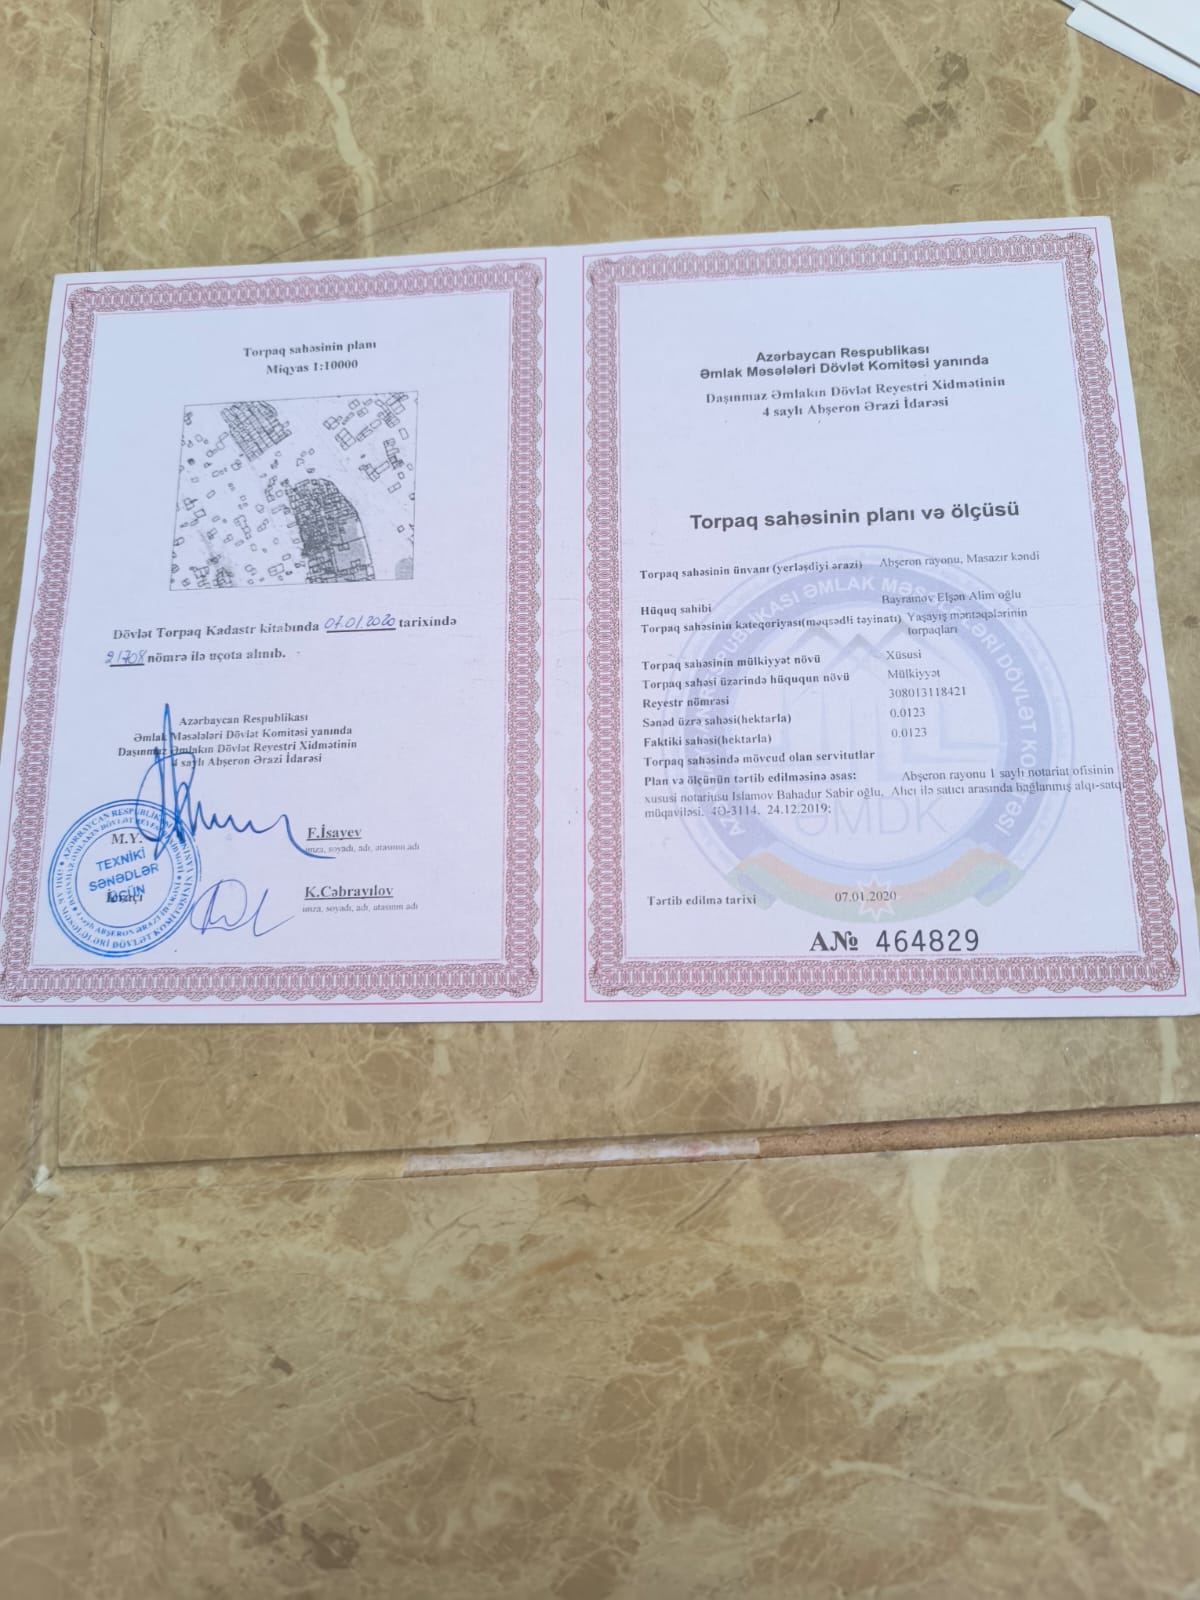 Torpaq sahəsinin planı
Miqyas 1:10000
Dövlət Torpaq Kadastr kitabında 07.01.2020 tarixində
21708 nömrə ilə uçota alınıb.
Azərbaycan Respublikası
Əmlak Məsələləri Dövlət Komitəsi yanında
Daşınmaz Əmlakın Dövlət Reyestri Xidmətinin
4 saylı Abşeron Ərazi İdarəsi
M.Y.
F.İsayev
imza, soyadı, adı, atasının adı
TEXNİKİ
SƏNƏDLƏR
ÜÇÜN
İcraçı
K.Cəbrayılov
imza, soyadı, adı, atasının adı
Azərbaycan Respublikası
Əmlak Məsələləri Dövlət Komitəsi yanında
Daşınmaz Əmlakın Dövlət Reyestri Xidmətinin
4 saylı Abşeron Ərazi İdarəsi
Torpaq sahəsinin planı və ölçüsü
Torpaq sahəsinin ünvanı (yerləşdiyi ərazi) Abşeron rayonu, Masazır kəndi
Hüquq sahibi Bayramov Elşən Alim oğlu
Torpaq sahəsinin kateqoriyası(məqsədli təyinatı) Yaşayış məntəqələrinin
torpaqları
Torpaq sahəsinin mülkiyyət növü Xüsusi
Torpaq sahəsi üzərində hüququn növü Mülkiyyət
Reyestr nömrəsi 308013118421
Sənəd üzrə sahəsi(hektarla) 0.0123
Faktiki sahəsi(hektarla) 0.0123
Torpaq sahəsində mövcud olan servitutlar
Plan və ölçünün tərtib edilməsinə əsas: Abşeron rayonu 1 saylı notariat ofisinin
xususi notariusu Islamov Bahadur Sabir oğlu, Alıcı ilə satıcı arasında bağlanmış alqı-satqı
müqaviləsi, 4Ə-3114, 24.12.2019;
Tərtib edilmə tarixi 07.01.2020
A№ 464829